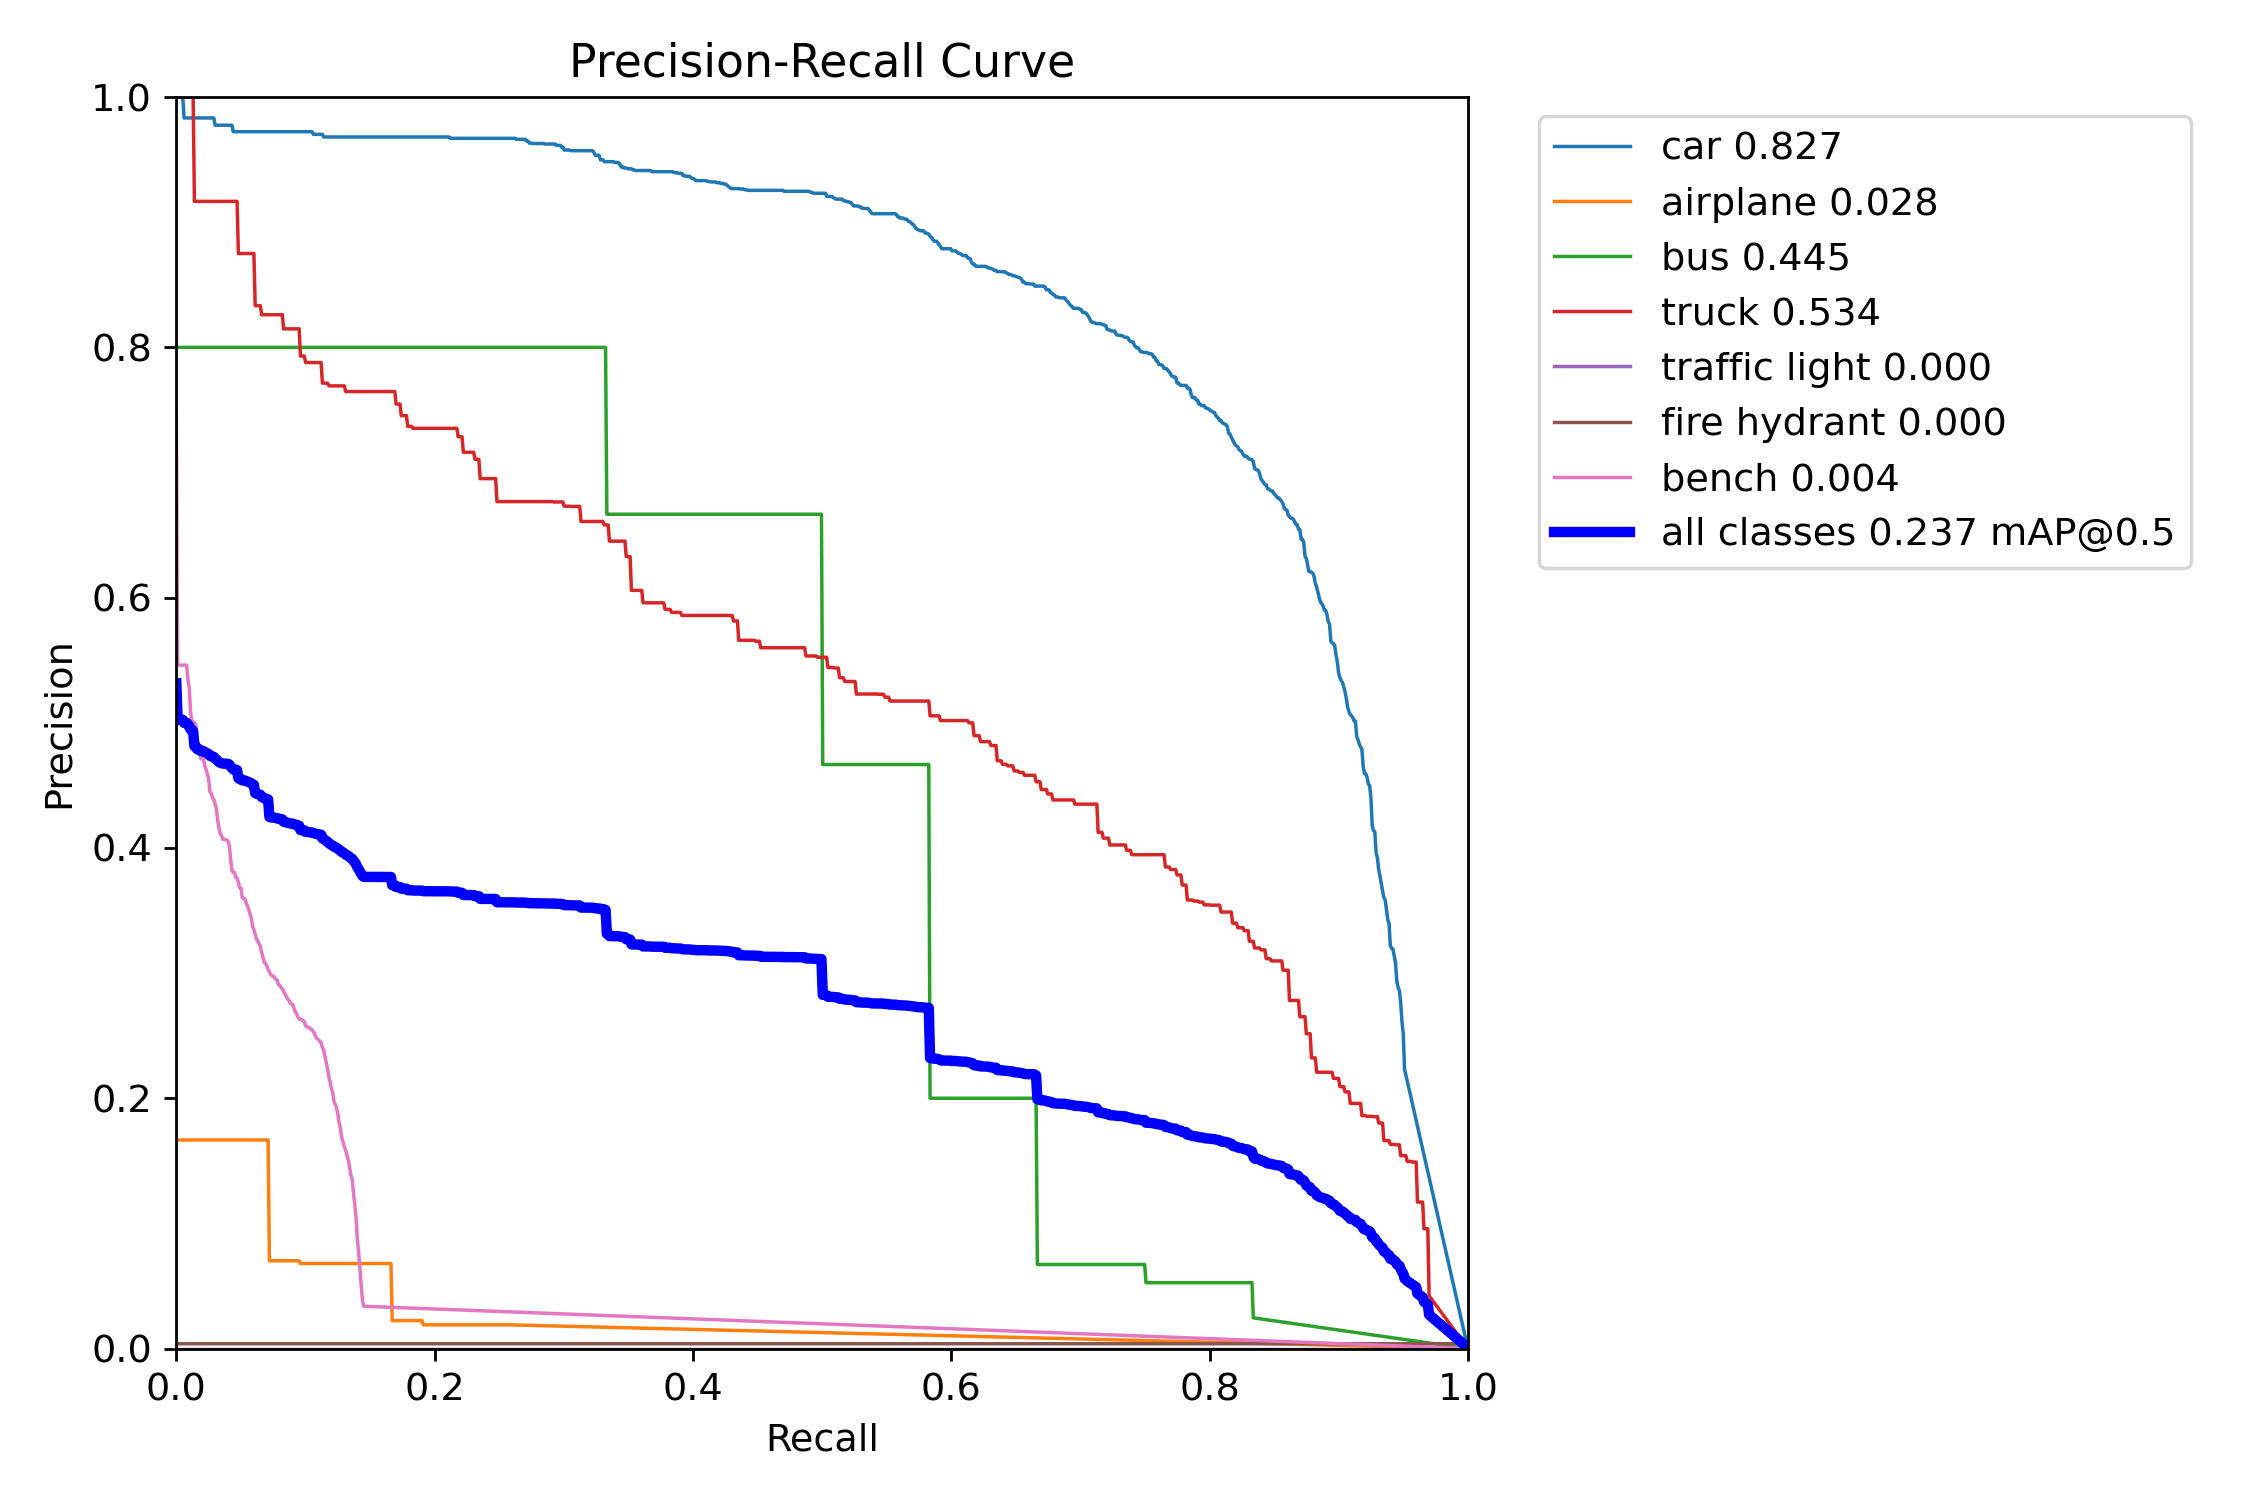 Precision-Recall Curve
1.0
0.8
0.6
0.4
0.2
0.0
Precision
0.0 0.2 0.4 0.6 0.8 1.0
Recall
car 0.827
airplane 0.028
bus 0.445
truck 0.534
traffic light 0.000
fire hydrant 0.000
bench 0.004
all classes 0.237 mAP@0.5